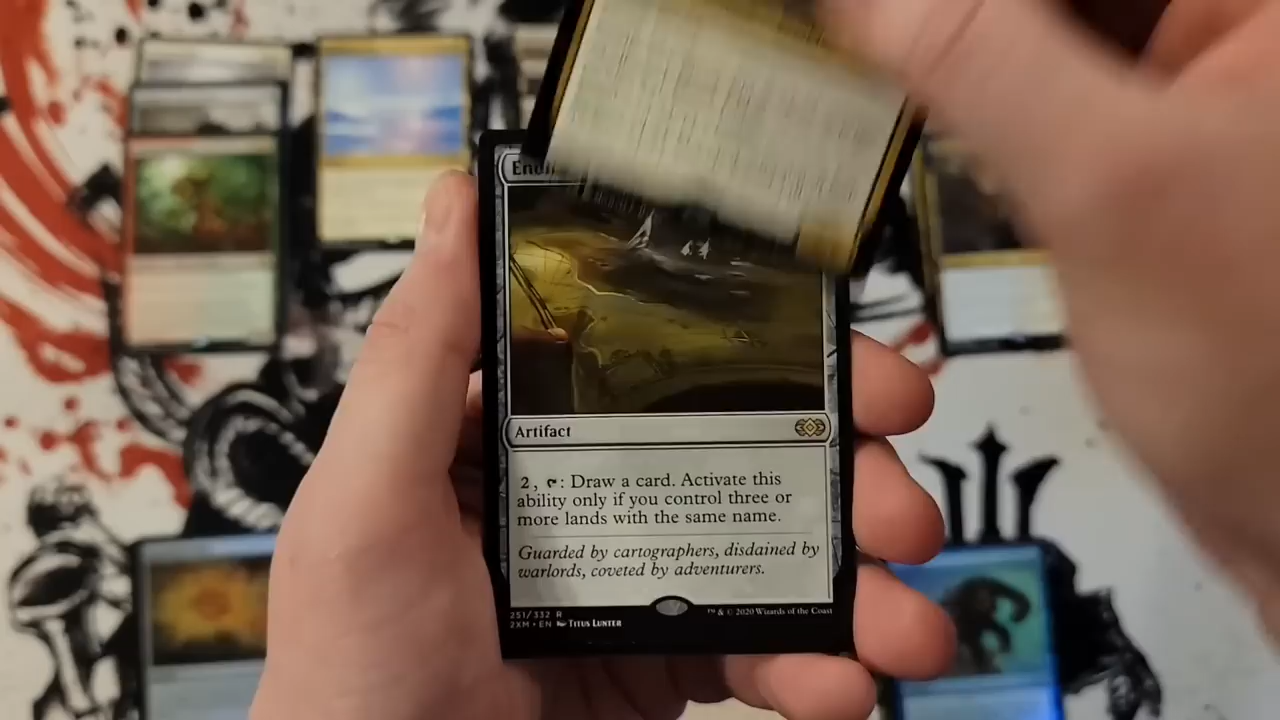 Artifact
2, T: Draw a card. Activate this
ability only if you control three or
more lands with the same name.
Guarded by cartographers, disdained by
warlords, coveted by adventurers.
251/332 R
™ & © 2020 Wizards of the Coast
2XM • EN Titus Lunter